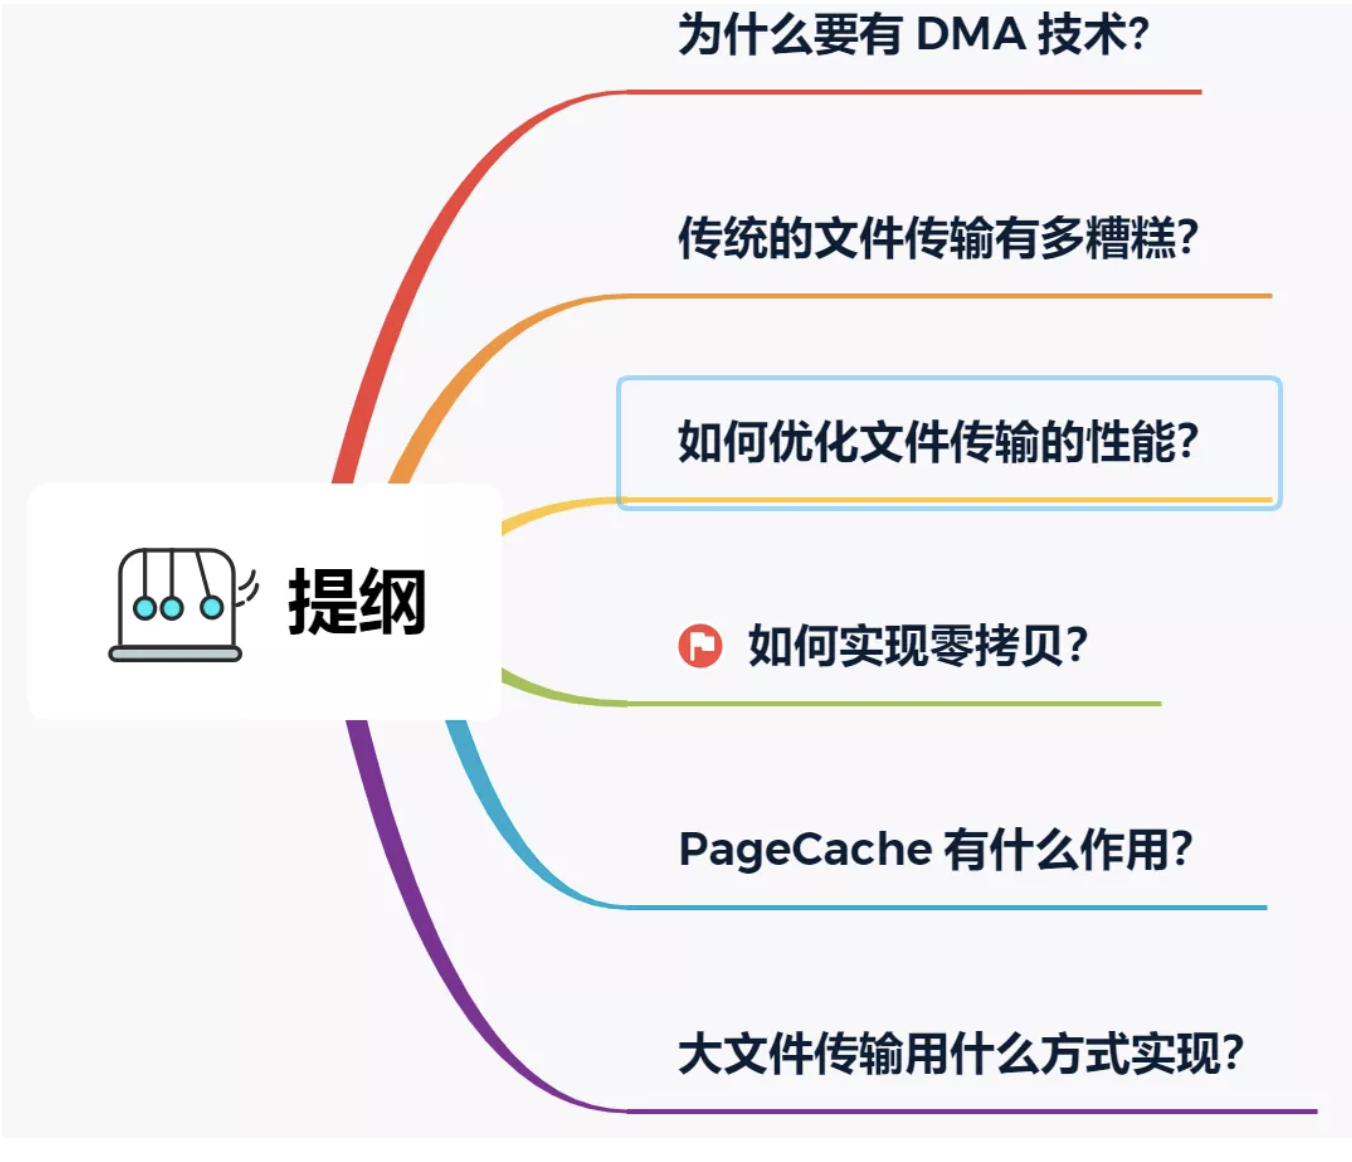 为什么要有 DMA 技术?
传统的文件传输有多糟糕?
如何优化文件传输的性能?
提纲
如何实现零拷贝?
PageCache 有什么作用?
大文件传输用什么方式实现?